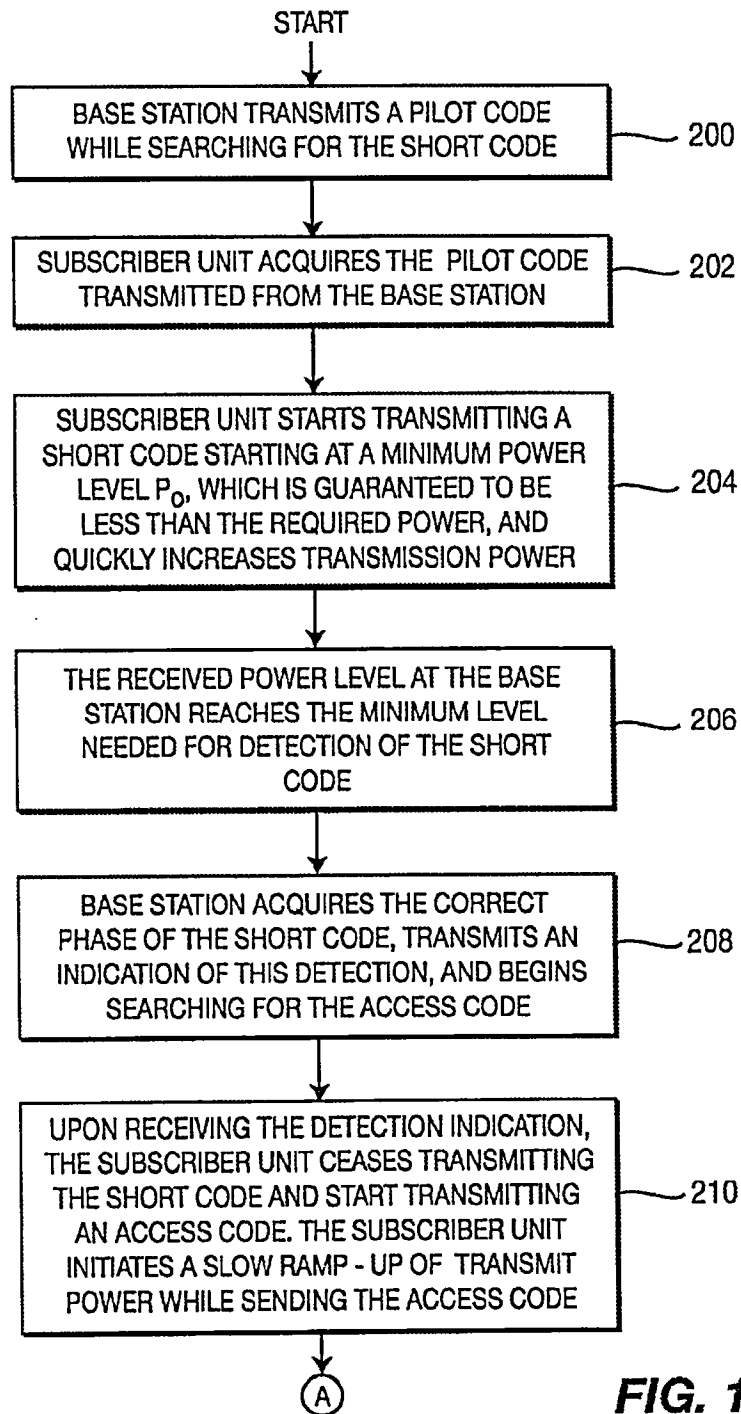 START
BASE STATION TRANSMITS A PILOT CODE
WHILE SEARCHING FOR THE SHORT CODE
200
SUBSCRIBER UNIT ACQUIRES THE PILOT CODE
TRANSMITTED FROM THE BASE STATION
202
SUBSCRIBER UNIT STARTS TRANSMITTING A
SHORT CODE STARTING AT A MINIMUM POWER
LEVEL P0, WHICH IS GUARANTEED TO BE
LESS THAN THE REQUIRED POWER, AND
QUICKLY INCREASES TRANSMISSION POWER
204
THE RECEIVED POWER LEVEL AT THE BASE
STATION REACHES THE MINIMUM LEVEL
NEEDED FOR DETECTION OF THE SHORT
CODE
206
BASE STATION ACQUIRES THE CORRECT
PHASE OF THE SHORT CODE, TRANSMITS AN
INDICATION OF THIS DETECTION, AND BEGINS
SEARCHING FOR THE ACCESS CODE
208
UPON RECEIVING THE DETECTION INDICATION,
THE SUBSCRIBER UNIT CEASES TRANSMITTING
THE SHORT CODE AND START TRANSMITTING
AN ACCESS CODE. THE SUBSCRIBER UNIT
INITIATES A SLOW RAMP - UP OF TRANSMIT
POWER WHILE SENDING THE ACCESS CODE
210
A
FIG. 1